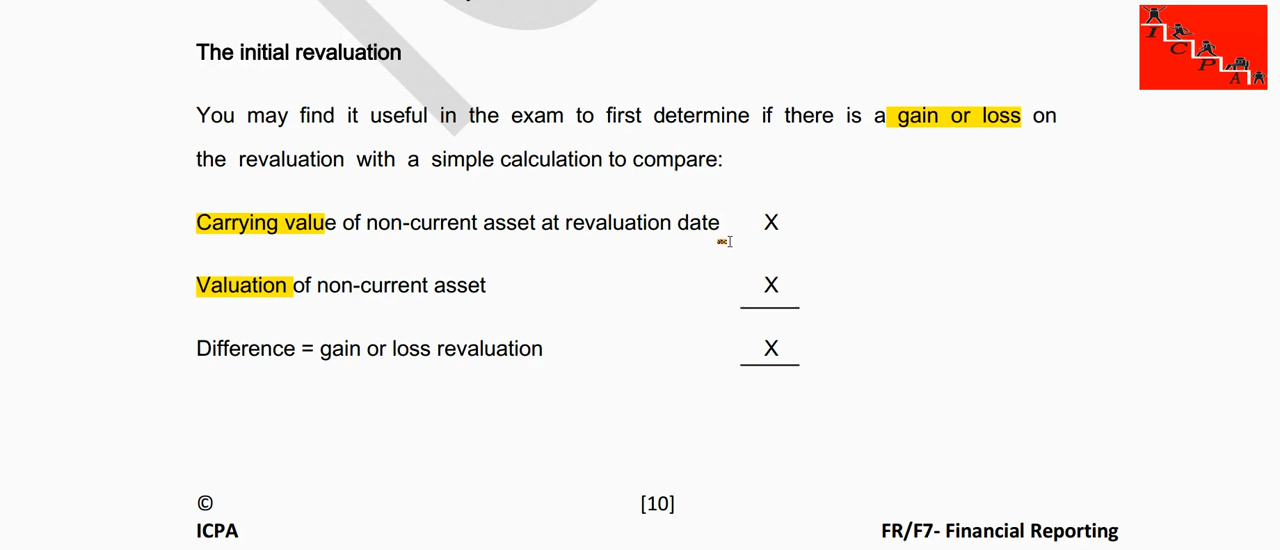 The initial revaluation
You may find it useful in the exam to first determine if there is a gain or loss on
the revaluation with a simple calculation to compare:
Carrying value of non-current asset at revaluation date X
Valuation of non-current asset X
Difference = gain or loss revaluation X
©
ICPA
[10]
FR/F7- Financial Reporting
I
C
P
A